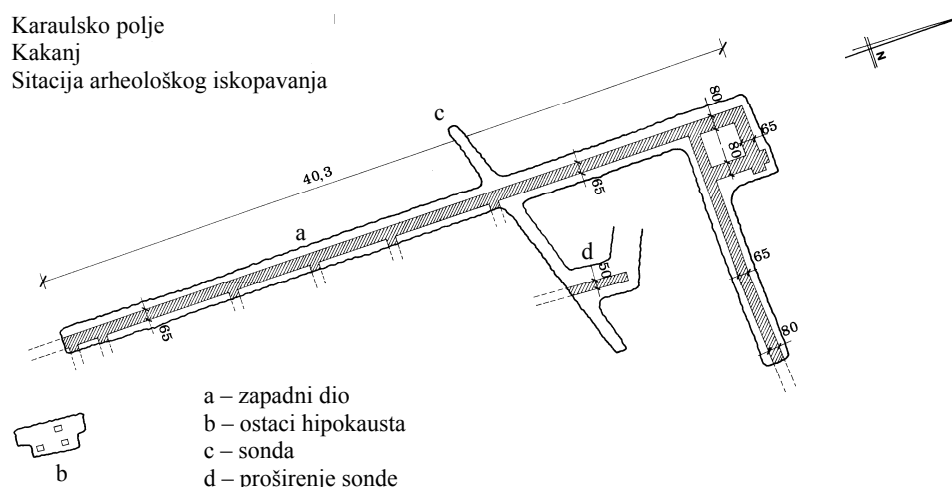 Karaulsko polje
Kakanj
Sitacija arheološkog iskopavanja
N
c
80
65
80
40,3
65
a
d
50
65
65
80
a – zapadni dio
b – ostaci hipokausta
c – sonda
d – proširenje sonde
b